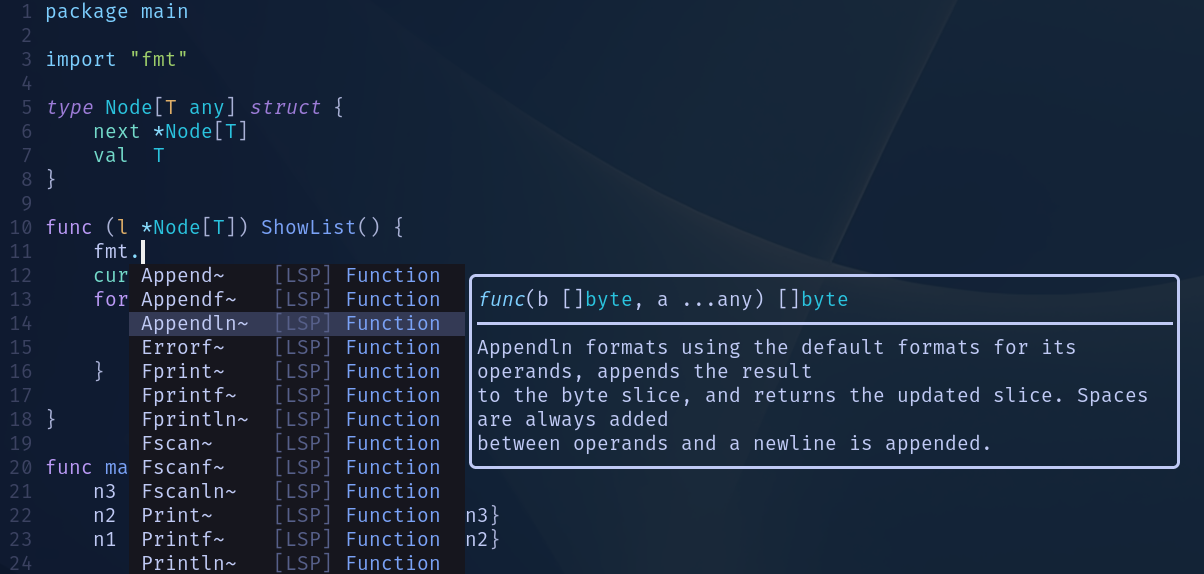 1 package main
2
3 import "fmt"
4
5 type Node[T any] struct {
6 next *Node[T]
7 val T
8 }
9
10 func (l *Node[T]) ShowList() {
11 fmt.
12 cur Append~ [LSP] Function
13 for Appendf~ [LSP] Function func(b []byte, a ...any) []byte
14 Appendln~ [LSP] Function
15 Errorf~ [LSP] Function Appendln formats using the default formats for its
16 } Fprint~ [LSP] Function operands, appends the result
17 Fprintf~ [LSP] Function to the byte slice, and returns the updated slice. Spaces
18 } Fprintln~ [LSP] Function are always added
19 Fscan~ [LSP] Function between operands and a newline is appended.
20 func ma Fscanf~ [LSP] Function
21 n3 Fscanln~ [LSP] Function
22 n2 Print~ [LSP] Function n3}
23 n1 Printf~ [LSP] Function n2}
24 Println~ [LSP] Function